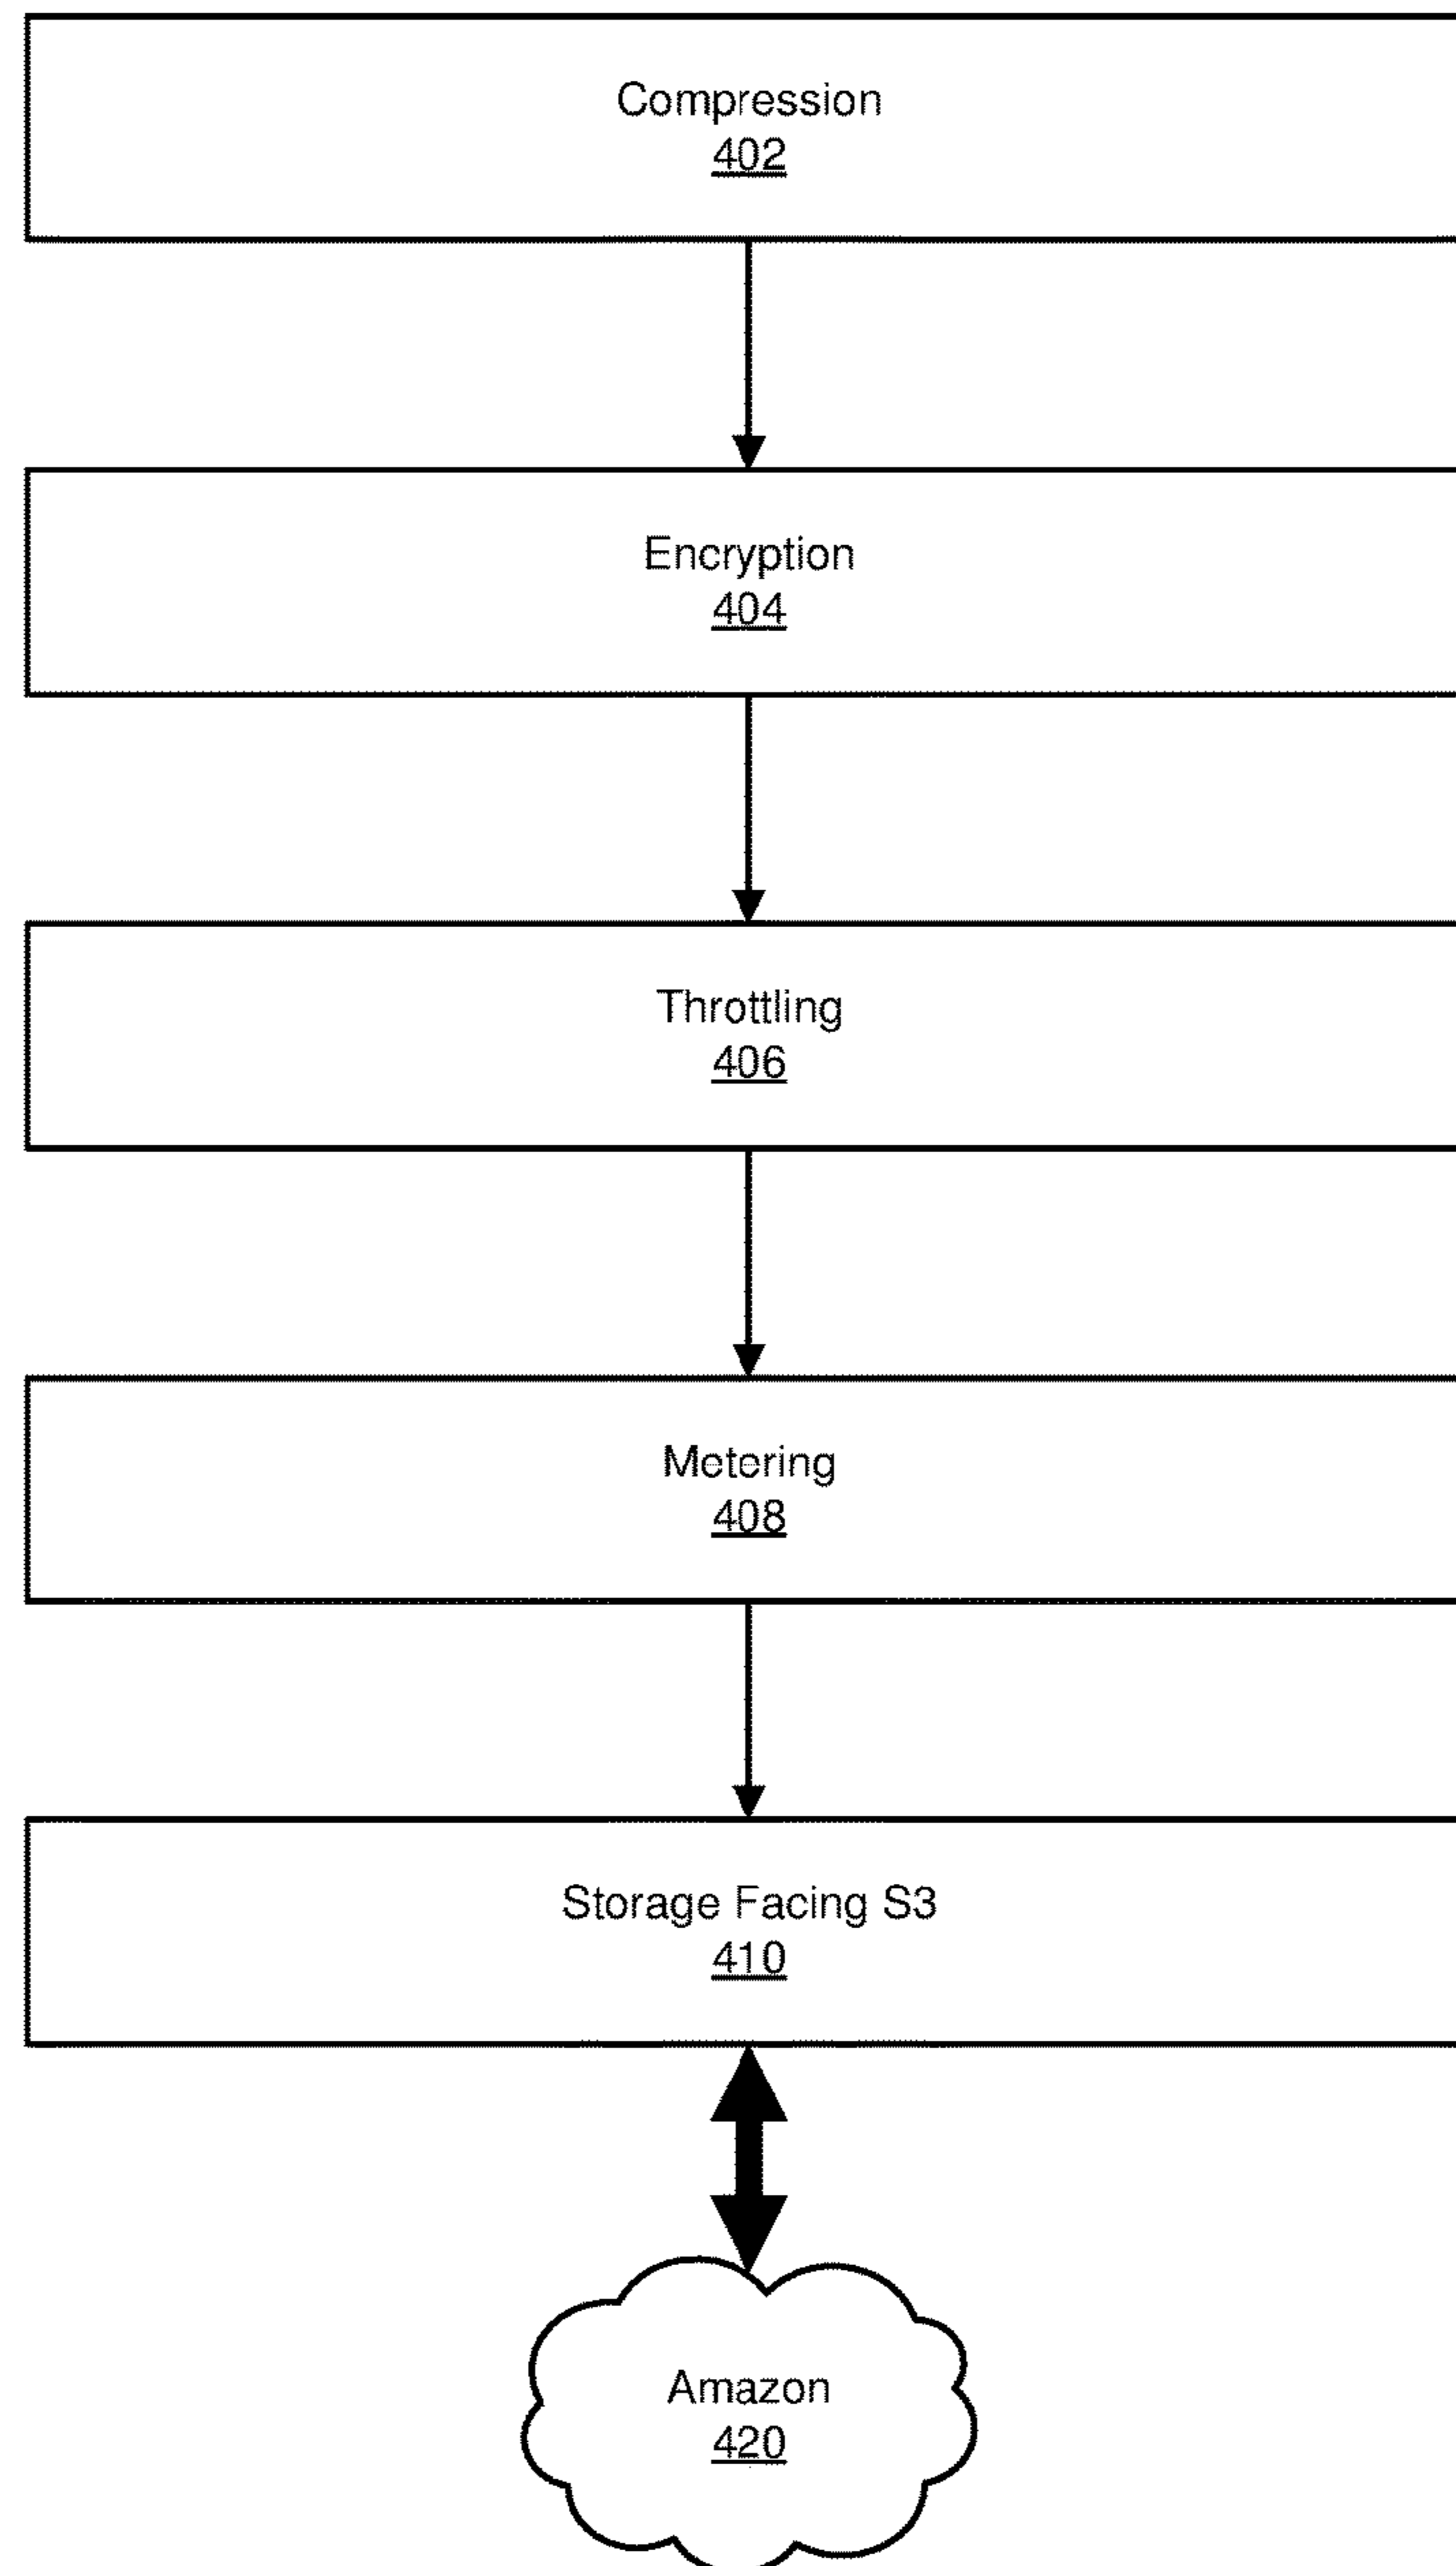 Compression
402
Encryption
404
Throttling
406
Metering
408
Storage Facing S3
410
Amazon
420